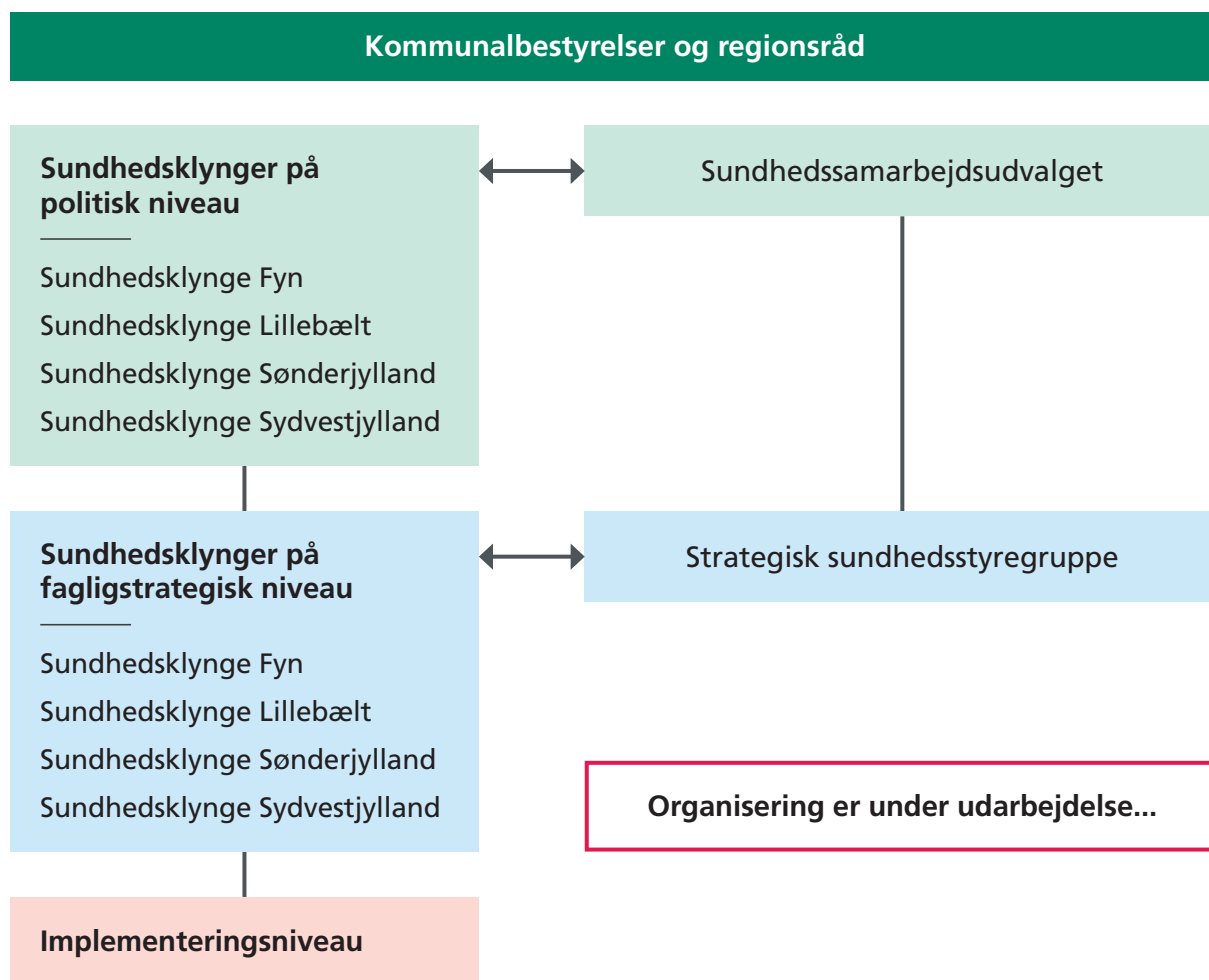 Kommunalbestyrelser og regionsråd
Sundhedsklynger på
politisk niveau
Sundhedsklynge Fyn
Sundhedsklynge Lillebælt
Sundhedsklynge Sønderjylland
Sundhedsklynge Sydvestjylland
Sundhedssamarbejdsudvalget
Sundhedsklynger på
fagligstrategisk niveau
Sundhedsklynge Fyn
Sundhedsklynge Lillebælt
Sundhedsklynge Sønderjylland
Sundhedsklynge Sydvestjylland
Strategisk sundhedsstyregruppe
Organisering er under udarbejdelse...
Implementeringsniveau